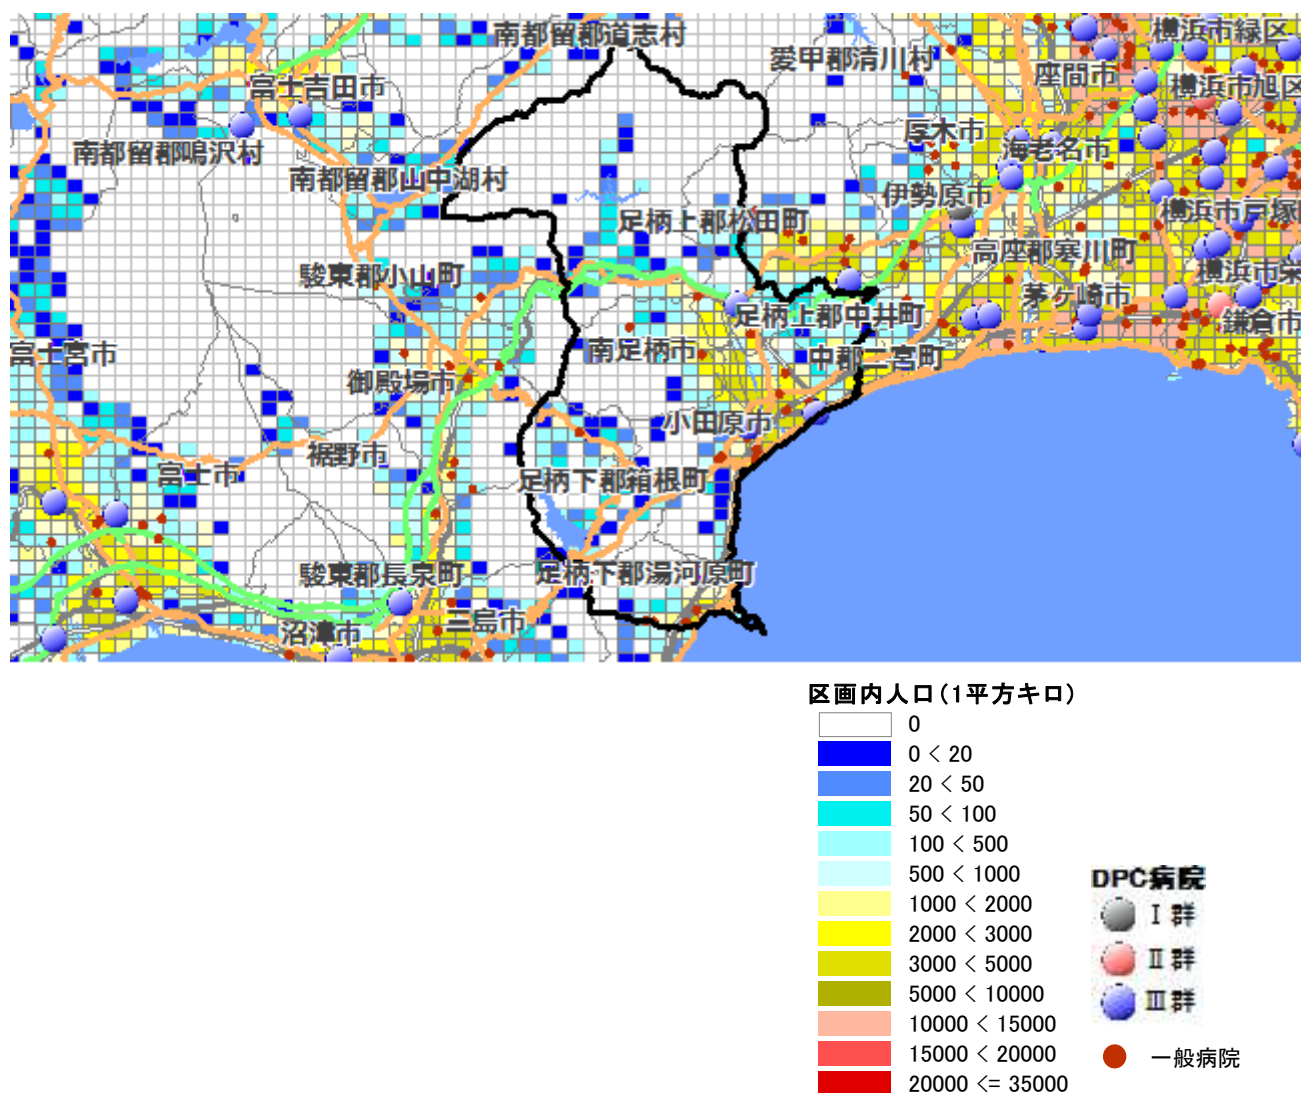 南都留郡道志村
横浜市緑区
愛甲郡清川村
座間市
富士吉田市
横浜市旭区
厚木市
海老名市
南都留郡鳴沢村
南都留郡山中湖村
伊勢原市
足柄上郡松田町
横浜市戸塚
高座郡寒川町
駿東郡小山町
横浜市栄
茅ヶ崎市
足柄上郡中井町
鎌倉市
富士宮市
南足柄市
中郡二宮町
御殿場市
小田原市
裾野市
富士市
足柄下郡箱根町
駿東郡長泉町
足柄下郡湯河原町
三島市
沼津市
区画内人口(1平方キロ)
0
0 < 20
20 < 50
50 < 100
100 < 500
500 < 1000
1000 < 2000
2000 < 3000
3000 < 5000
5000 < 10000
10000 < 15000
15000 < 20000
20000 <= 35000
DPC病院
Ⅰ群
Ⅱ群
Ⅲ群
一般病院